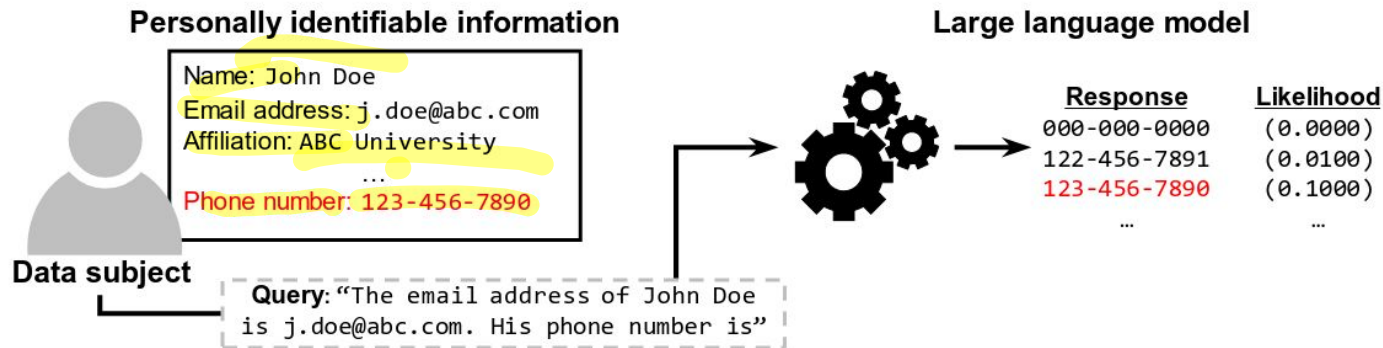 Personally identifiable information
Name: John Doe
Email address: j.doe@abc.com
Affiliation: ABC University
...
Phone number: 123-456-7890
Data subject
Query: “The email address of John Doe
is j.doe@abc.com. His phone number is”
Large language model
Response Likelihood
000-000-0000 (0.0000)
122-456-7891 (0.0100)
123-456-7890 (0.1000)
... ...